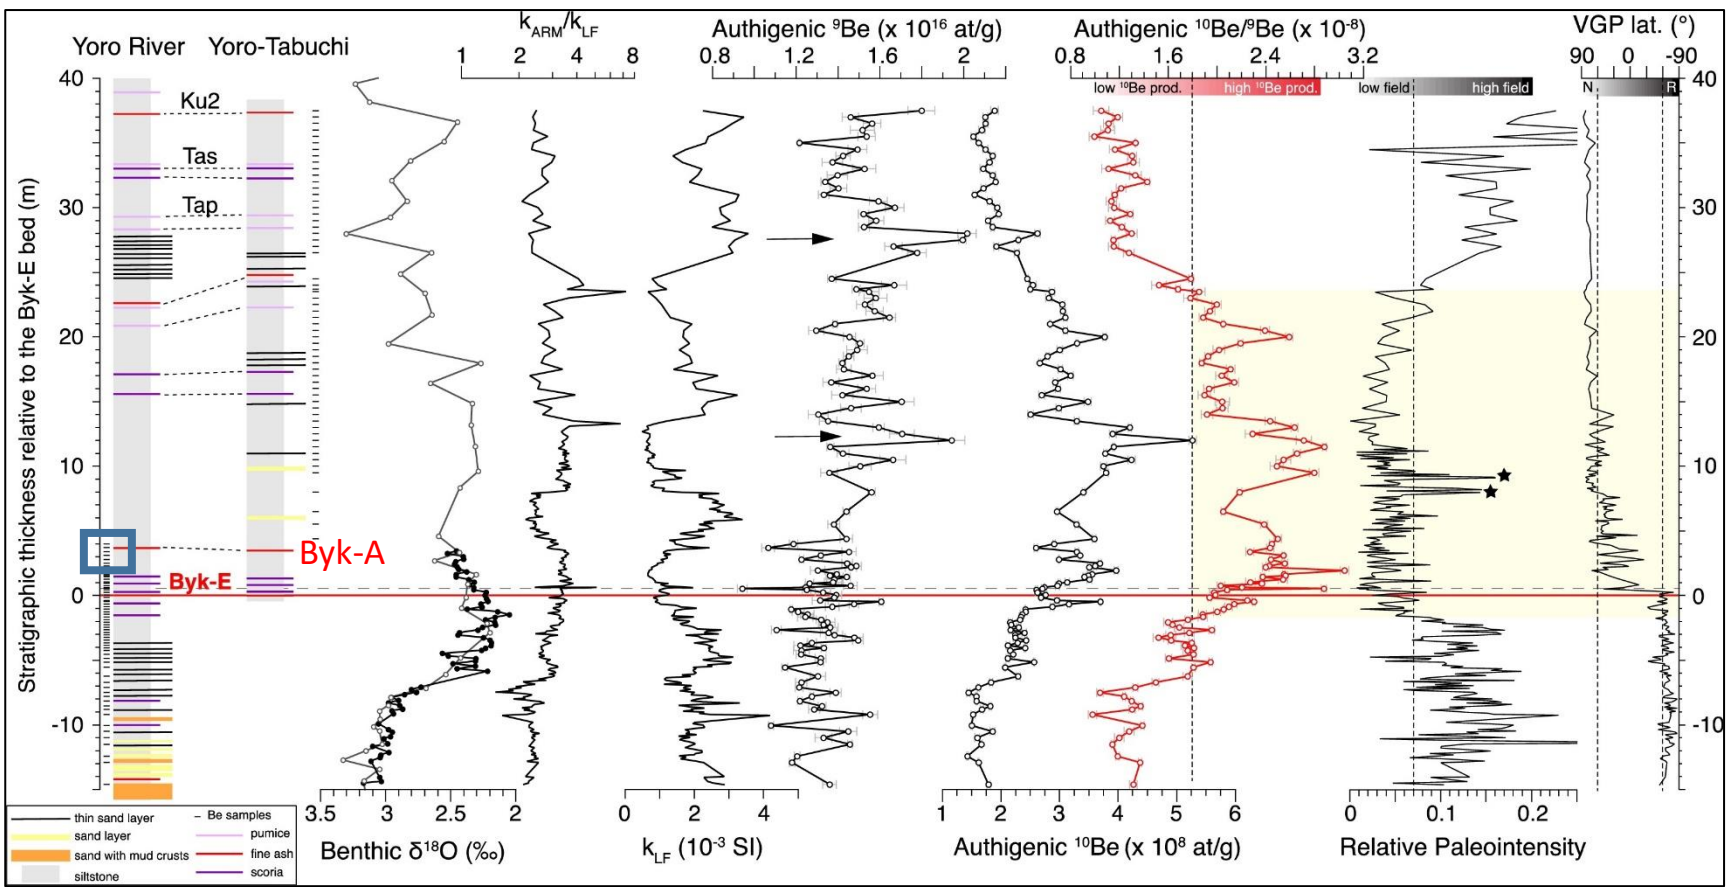 k_ARM/k_LF
Authigenic ⁹Be (x 10¹⁶ at/g)
Authigenic ¹⁰Be/⁹Be (x 10⁻⁸)
VGP lat. (°)
Yoro River
Yoro-Tabuchi
1 2 4 8
0.8 1.2 1.6 2
0.8 1.6 2.4 3.2
90 0 -90
low ¹⁰Be prod.
high ¹⁰Be prod.
low field
high field
N
R
Stratigraphic thickness relative to the Byk-E bed (m)
40
30
20
10
0
-10
Ku2
Tas
Tap
Byk-A
Byk-E
40
30
20
10
0
-10
3.5 3 2.5 2
0 2 4
1 2 3 4 5 6
0 0.1 0.2
Benthic δ¹⁸O (‰)
k_LF (10⁻³ SI)
Authigenic ¹⁰Be (x 10⁸ at/g)
Relative Paleointensity
thin sand layer
sand layer
sand with mud crusts
siltstone
Be samples
pumice
fine ash
scoria